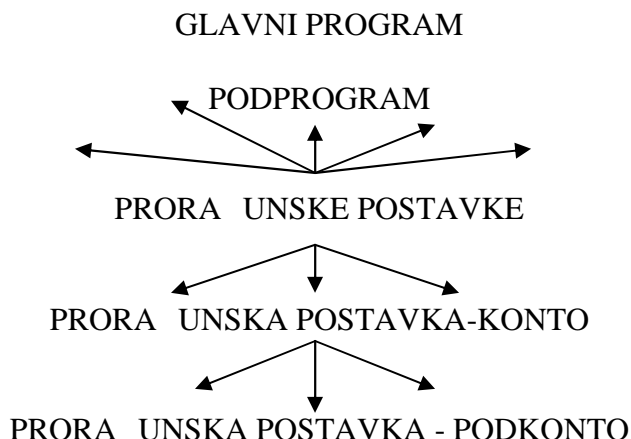 GLAVNI PROGRAM
PODPROGRAM
PRORA UNSKE POSTAVKE
PRORA UNSKA POSTAVKA-KONTO
PRORA UNSKA POSTAVKA - PODKONTO